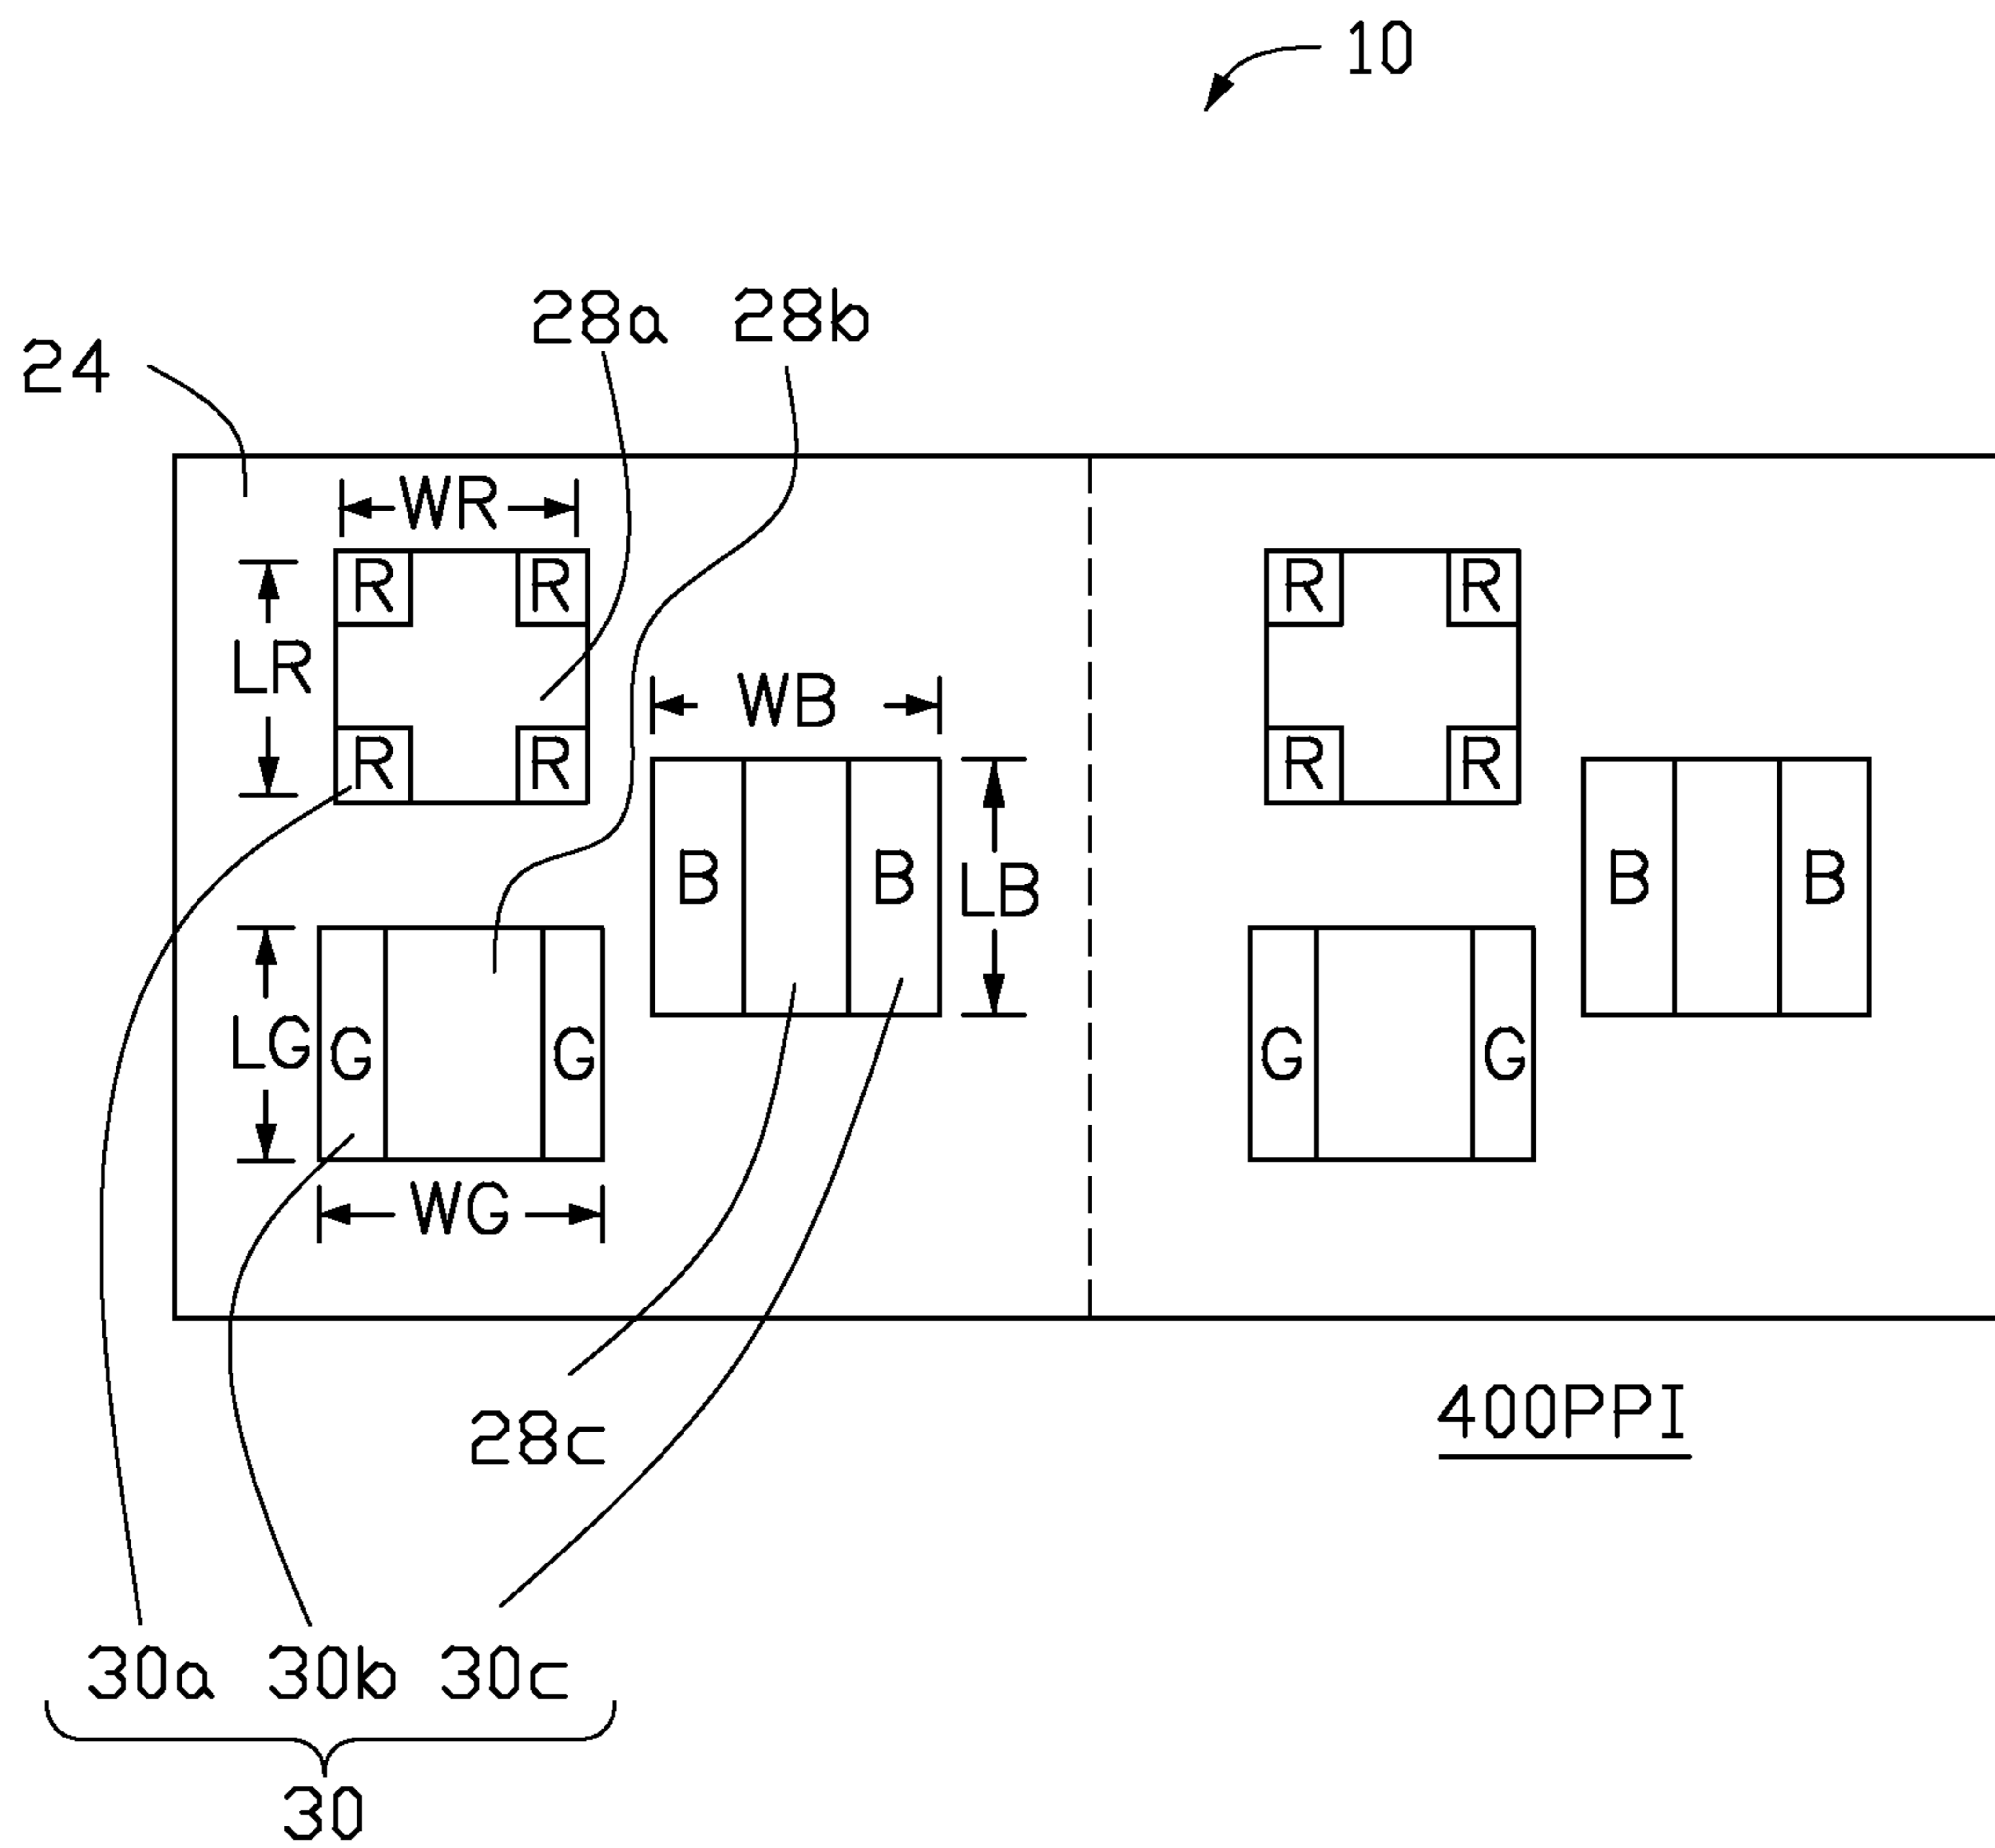 10
28a 28b
24
WR
R R R R
LR
WB
R R R R
B B LB B B
LG G G G G
WG
28c
400PPI
30a 30b 30c
30